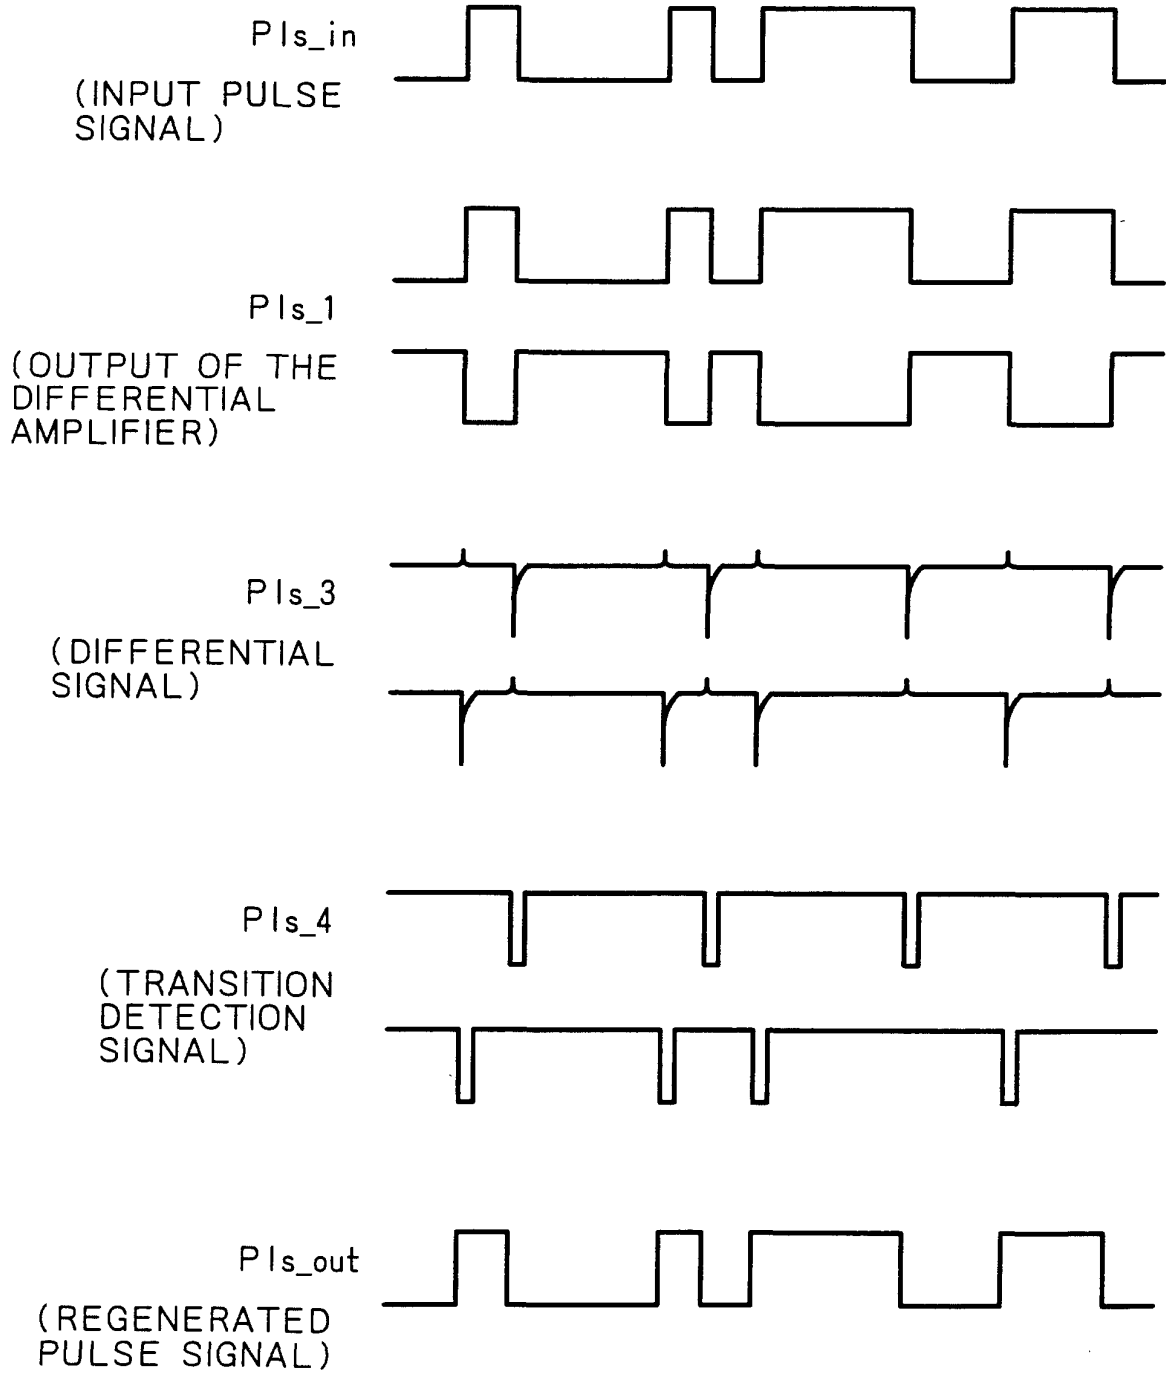 Pls_in
(INPUT PULSE
SIGNAL)
Pls_1
(OUTPUT OF THE
DIFFERENTIAL
AMPLIFIER)
Pls_3
(DIFFERENTIAL
SIGNAL)
Pls_4
(TRANSITION
DETECTION
SIGNAL)
Pls_out
(REGENERATED
PULSE SIGNAL)